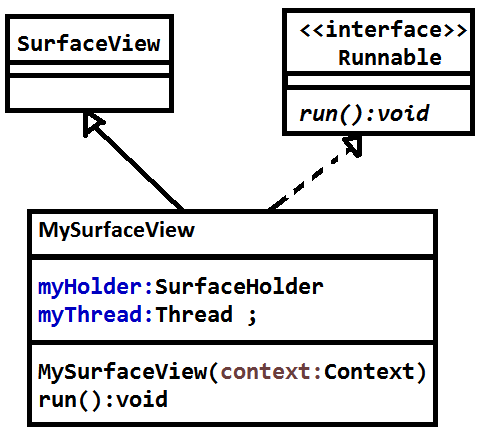 SurfaceView
<<interface>>
Runnable
run():void
MySurfaceView
myHolder:SurfaceHolder
myThread:Thread ;
MySurfaceView(context:Context)
run():void